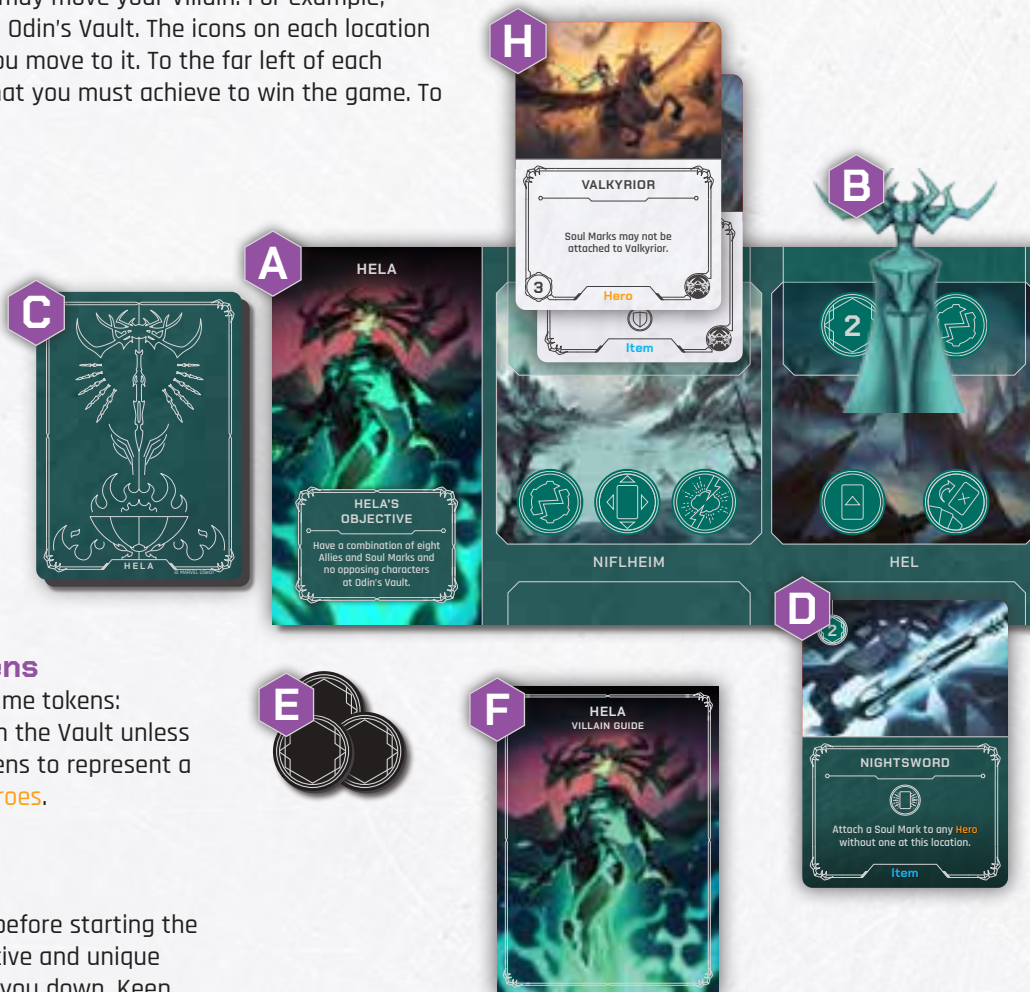 may move your Villain. For example,
Odin's Vault. The icons on each location
you move to it. To the far left of each
that you must achieve to win the game. To
H
VALKYRIOR
Soul Marks may not be
attached to Valkyrior.
3
Hero
Item
B
2
A
HELA
HELA'S
OBJECTIVE
Have a combination of eight
Allies and Soul Marks and
no opposing characters
at Odin's Vault.
NIFLHEIM
HEL
C
HELA
D
2
NIGHTSWORD
Attach a Soul Mark to any Hero
without one at this location.
Item
me tokens:
the Vault unless
to represent a
E
F
HELA
VILLAIN GUIDE
before starting the
and unique
you down. Keep